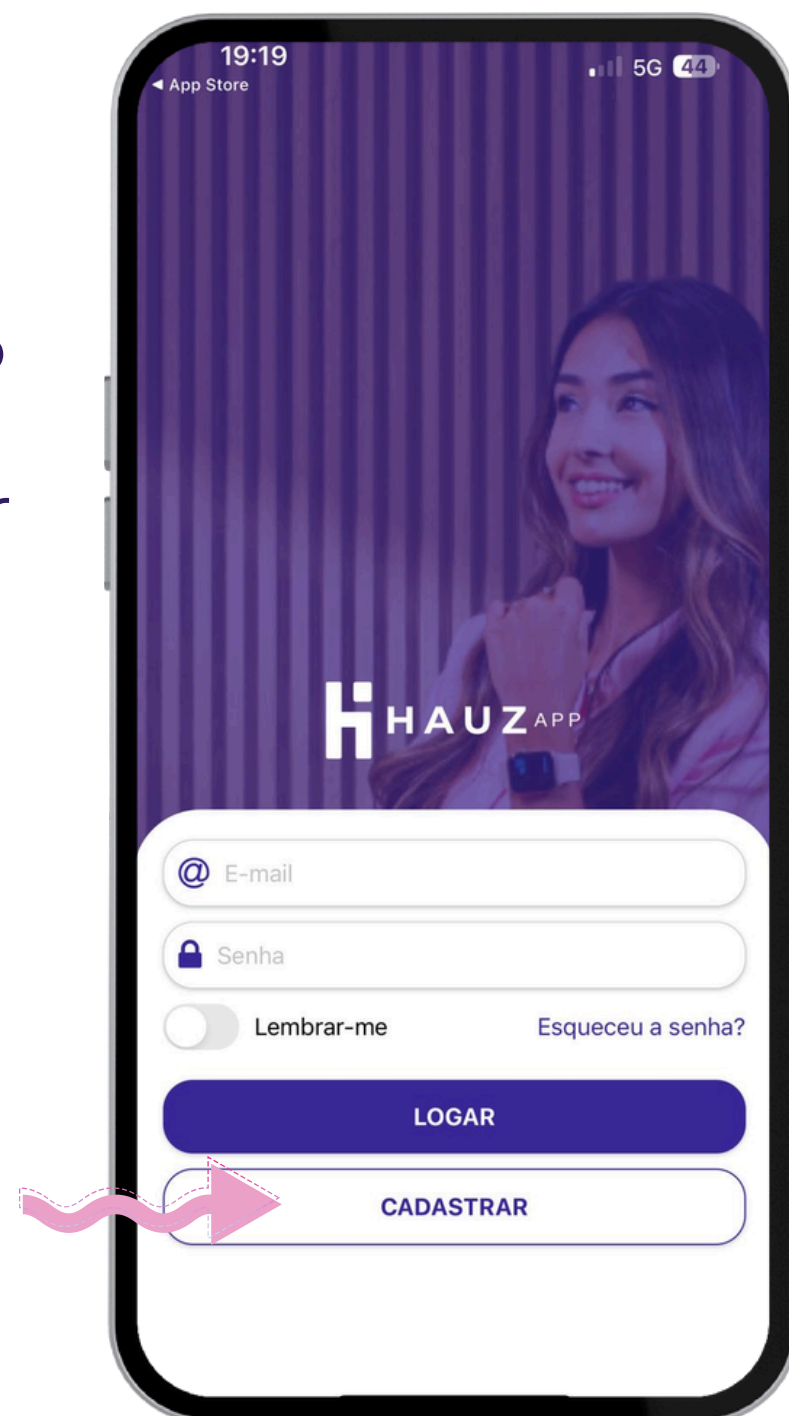 19:19
App Store
5G 44
HAUZ APP
@ E-mail
Senha
Lembrar-me
Esqueceu a senha?
LOGAR
CADASTRAR